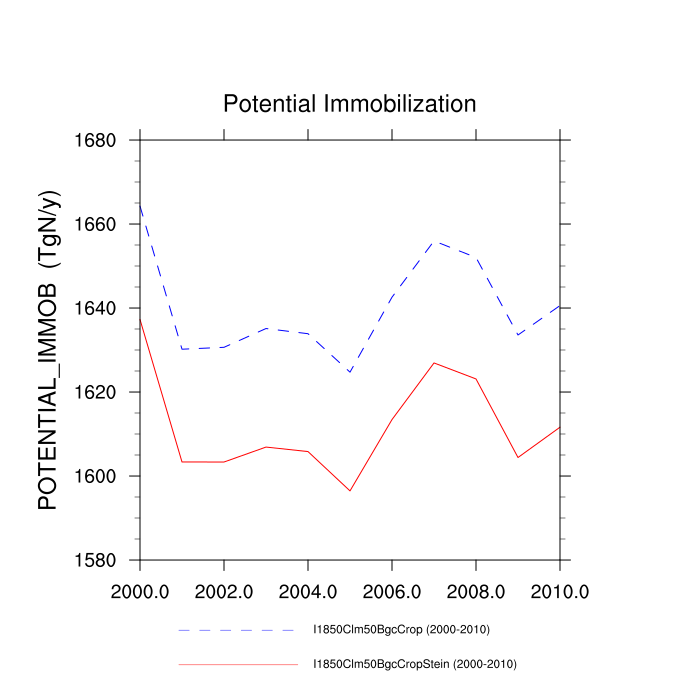 Potential Immobilization
POTENTIAL_IMMOB (TgN/y)
1680
1660
1640
1620
1600
1580
2000.0 2002.0 2004.0 2006.0 2008.0 2010.0
I1850Clm50BgcCrop (2000-2010)
I1850Clm50BgcCropStein (2000-2010)